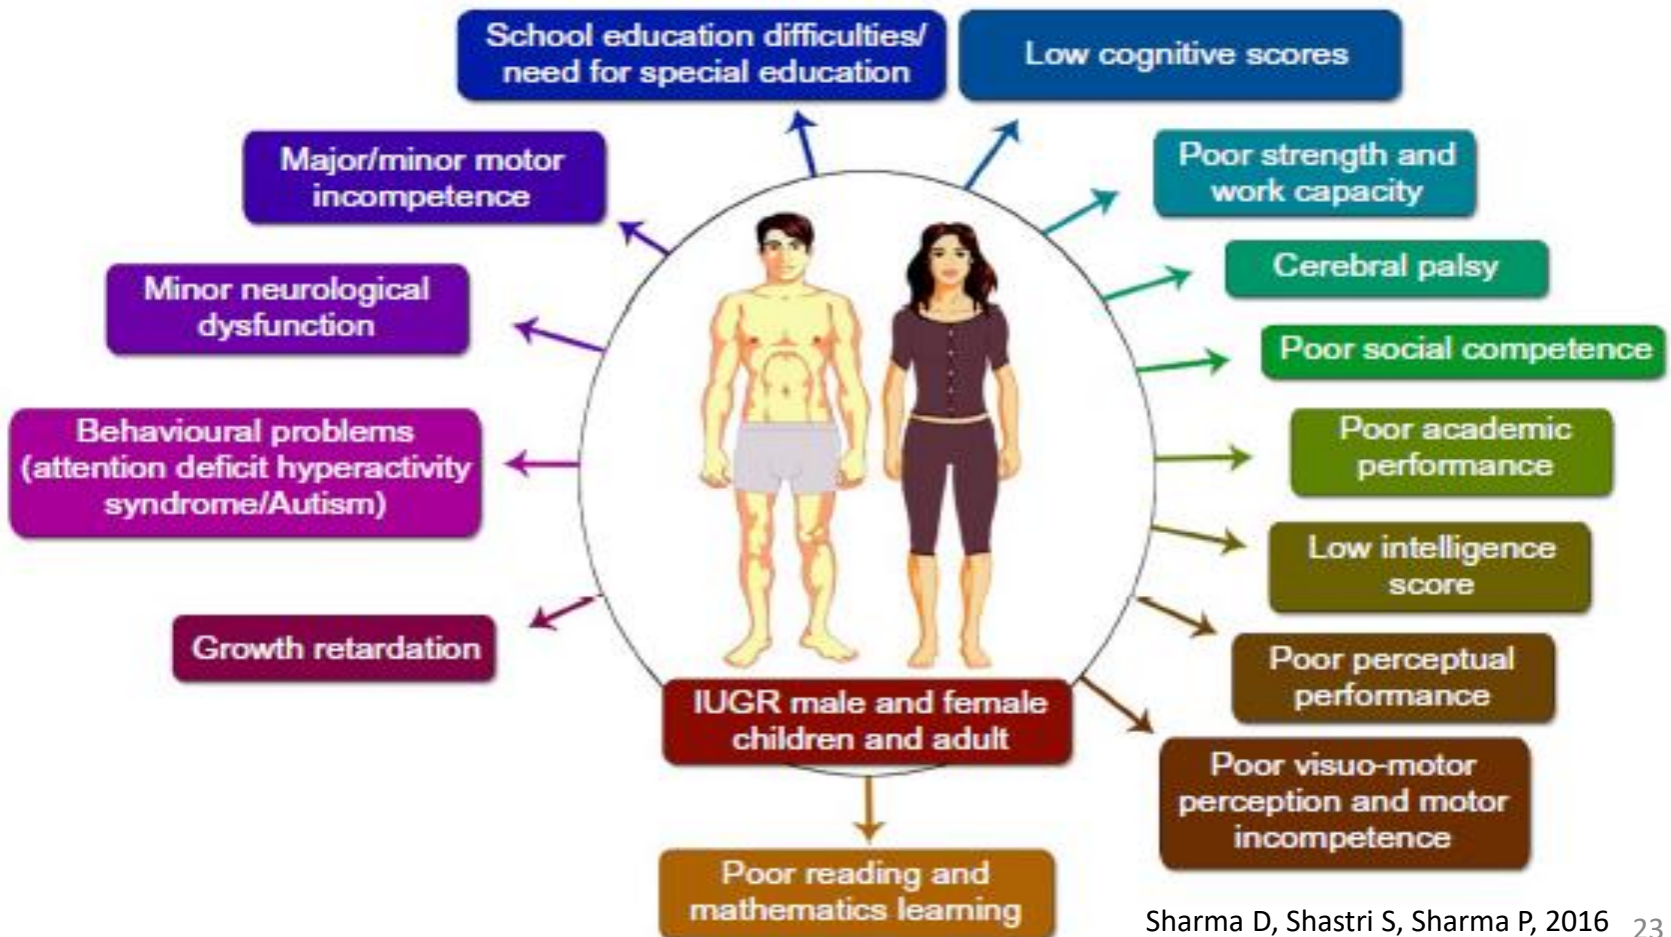 School education difficulties/
need for special education
Low cognitive scores
Major/minor motor
incompetence
Poor strength and
work capacity
Minor neurological
dysfunction
Cerebral palsy
Poor social competence
Behavioural problems
(attention deficit hyperactivity
syndrome/Autism)
Poor academic
performance
Low intelligence
score
Growth retardation
Poor perceptual
performance
IUGR male and female
children and adult
Poor visuo-motor
perception and motor
incompetence
Poor reading and
mathematics learning
Sharma D, Shastri S, Sharma P, 2016
23